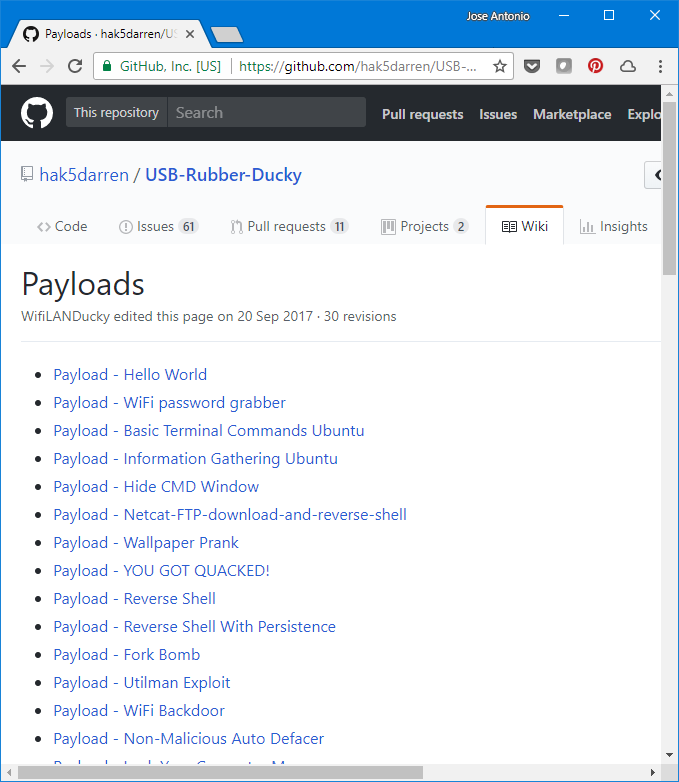 Jose Antonio
Payloads · hak5darren/US
GitHub, Inc. [US] https://github.com/hak5darren/USB-...
This repository Search Pull requests Issues Marketplace Explo
hak5darren / USB-Rubber-Ducky
Code Issues 61 Pull requests 11 Projects 2 Wiki Insights
Payloads
WifiLANDucky edited this page on 20 Sep 2017 · 30 revisions
Payload - Hello World
Payload - WiFi password grabber
Payload - Basic Terminal Commands Ubuntu
Payload - Information Gathering Ubuntu
Payload - Hide CMD Window
Payload - Netcat-FTP-download-and-reverse-shell
Payload - Wallpaper Prank
Payload - YOU GOT QUACKED!
Payload - Reverse Shell
Payload - Reverse Shell With Persistence
Payload - Fork Bomb
Payload - Utilman Exploit
Payload - WiFi Backdoor
Payload - Non-Malicious Auto Defacer